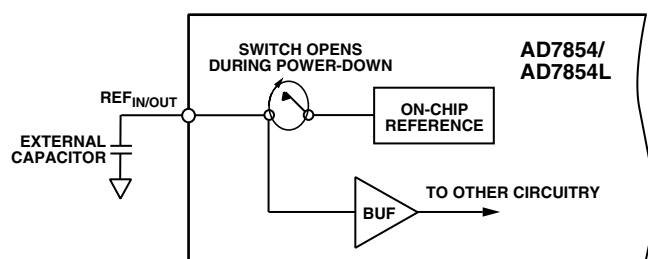 SWITCH OPENS
DURING POWER-DOWN
AD7854/
AD7854L
REFIN/OUT
ON-CHIP
REFERENCE
EXTERNAL
CAPACITOR
BUF
TO OTHER CIRCUITRY